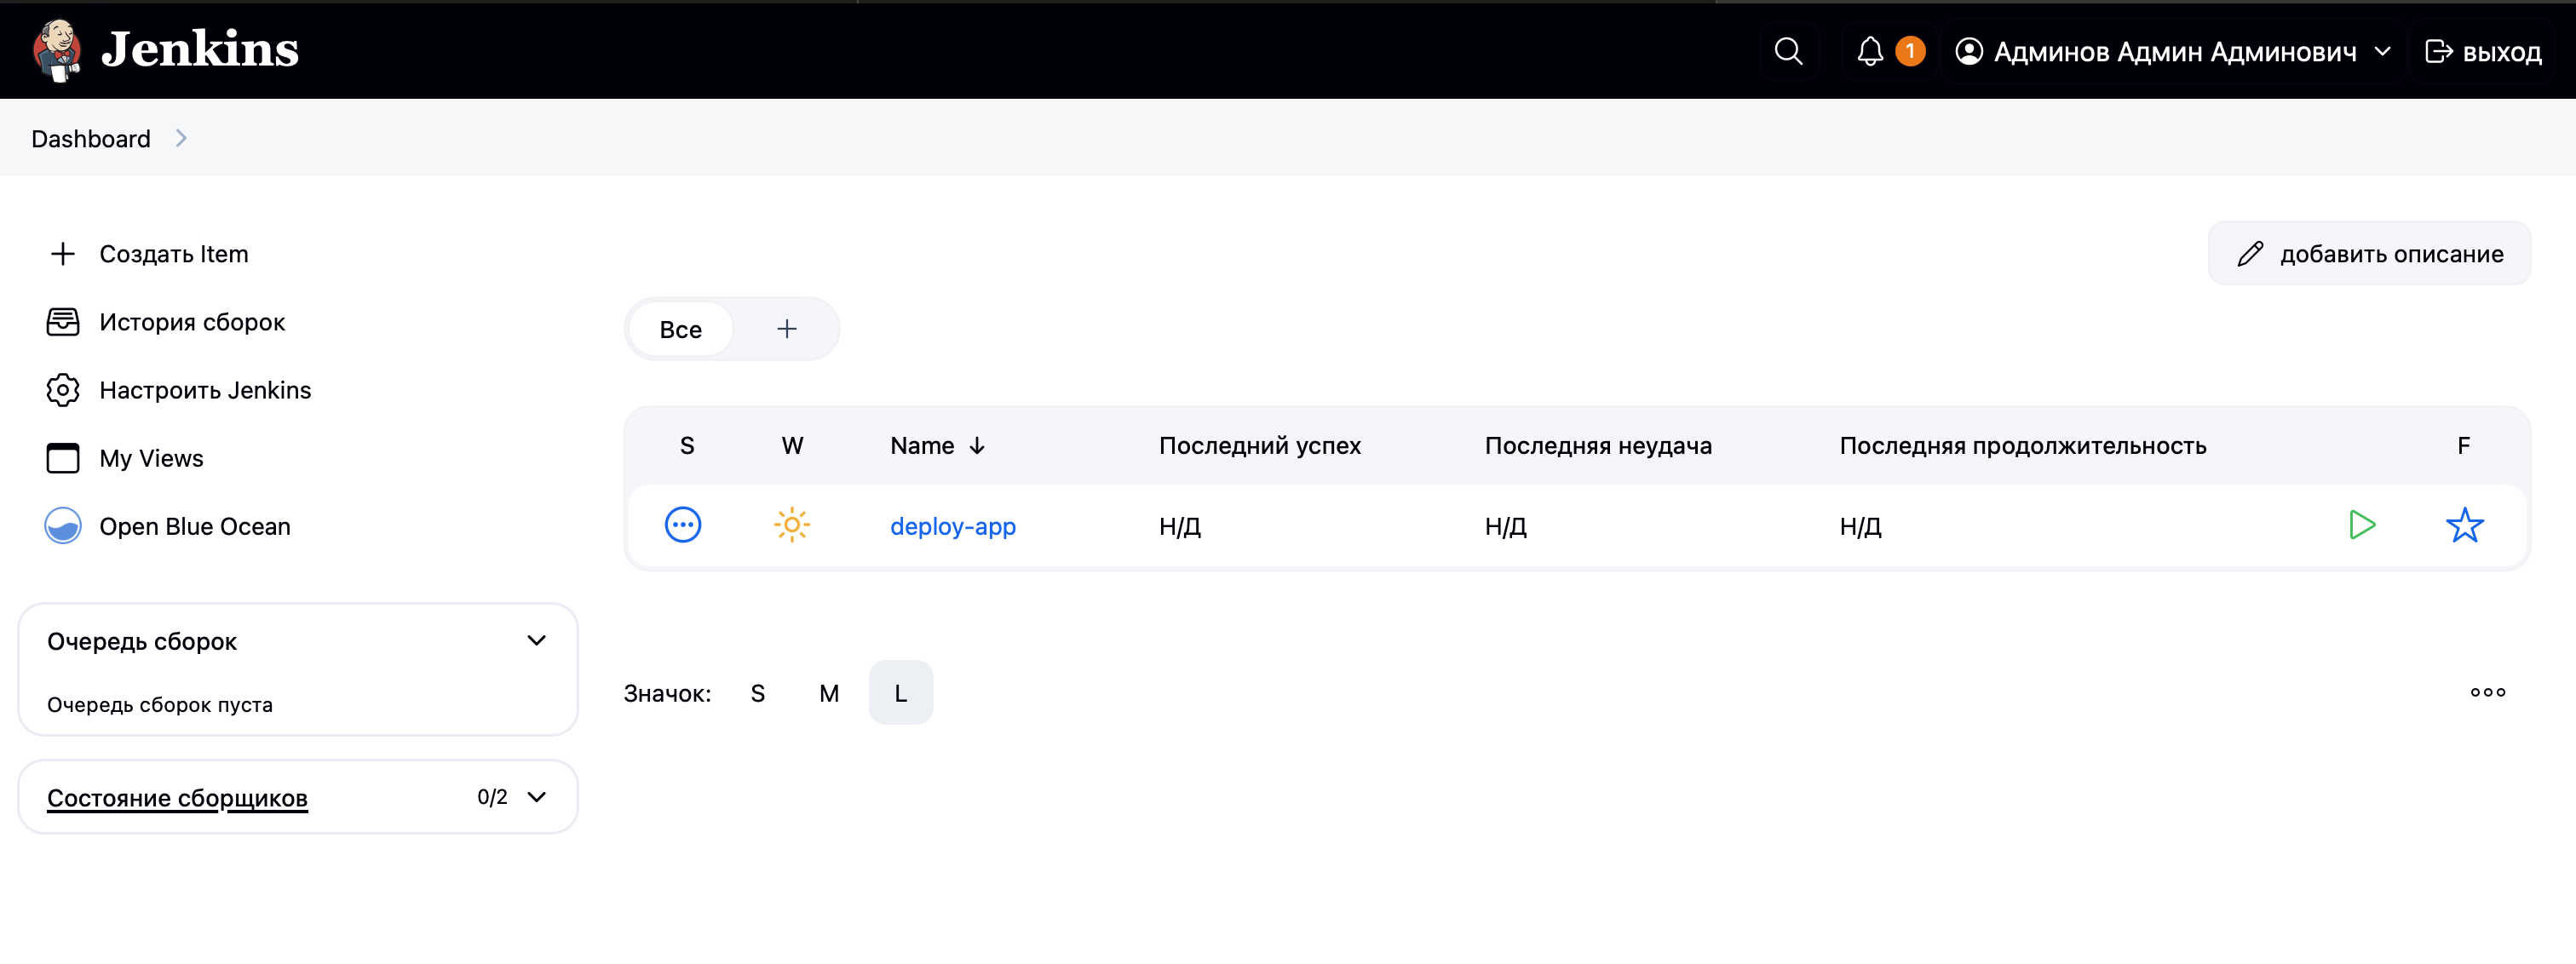 Jenkins
1 Админов Админ Админович выход
Dashboard
Создать Item
История сборок
Настроить Jenkins
My Views
Open Blue Ocean
Очередь сборок
Очередь сборок пуста
Состояние сборщиков 0/2
добавить описание
Все +
S W Name ↓ Последний успех Последняя неудача Последняя продолжительность F
deploy-app Н/Д Н/Д Н/Д
Значок: S M L